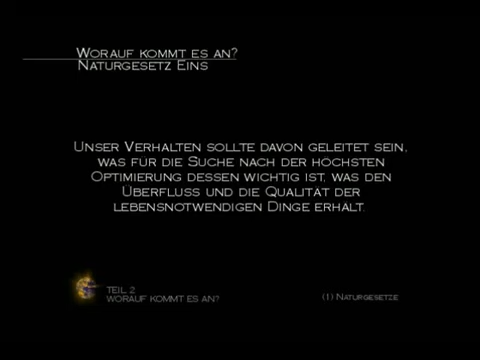 Worauf kommt es an?
Naturgesetz Eins
Unser Verhalten sollte davon geleitet sein,
was für die Suche nach der höchsten
Optimierung dessen wichtig ist, was den
Überfluss und die Qualität der
lebensnotwendigen Dinge erhält.
Teil 2
Worauf kommt es an?
(1) Naturgesetze